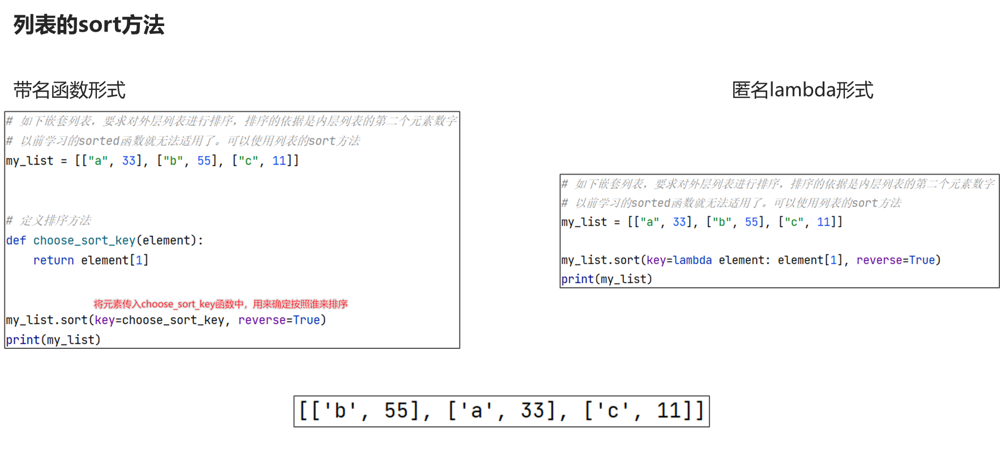 列表的sort方法
带名函数形式
# 如下嵌套列表，要求对外层列表进行排序，排序的依据是内层列表的第二个元素数字
# 以前学习的sorted函数就无法适用了。可以使用列表的sort方法
my_list = [["a", 33], ["b", 55], ["c", 11]]
# 定义排序方法
def choose_sort_key(element):
    return element[1]
将元素传入choose_sort_key函数中，用来确定按照谁来排序
my_list.sort(key=choose_sort_key, reverse=True)
print(my_list)
匿名lambda形式
# 如下嵌套列表，要求对外层列表进行排序，排序的依据是内层列表的第二个元素数字
# 以前学习的sorted函数就无法适用了。可以使用列表的sort方法
my_list = [["a", 33], ["b", 55], ["c", 11]]
my_list.sort(key=lambda element: element[1], reverse=True)
print(my_list)
[['b', 55], ['a', 33], ['c', 11]]